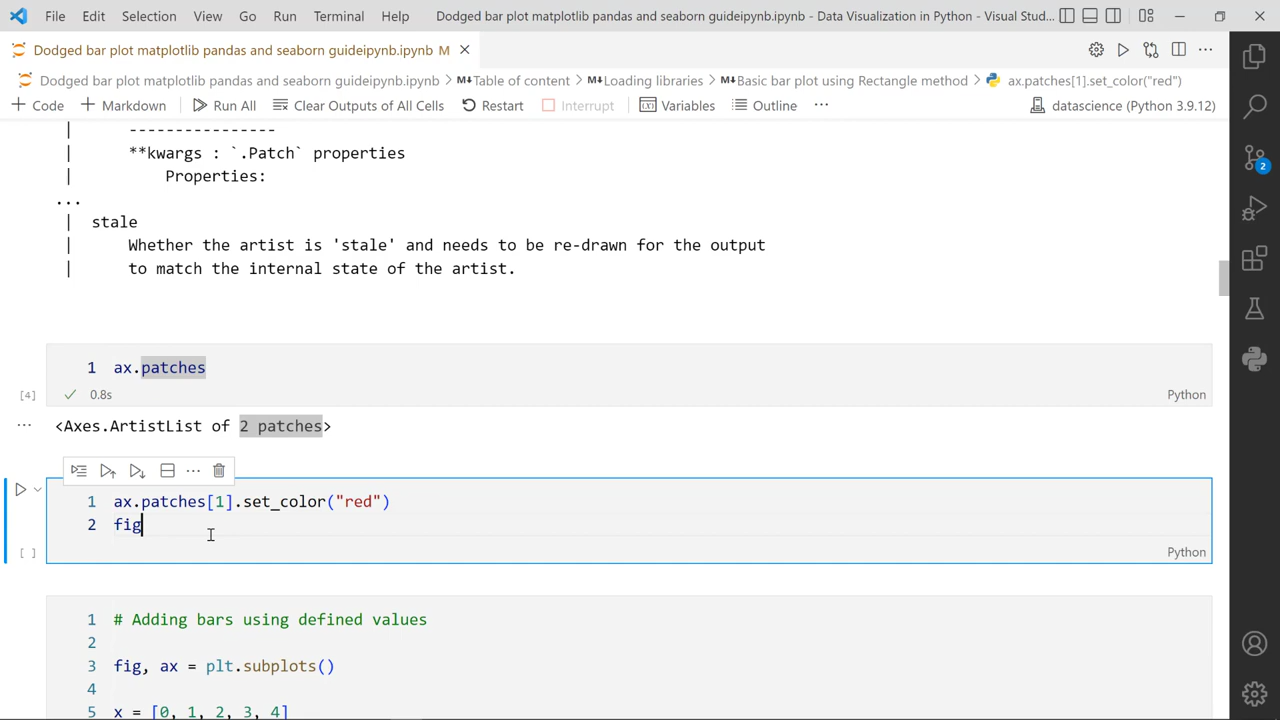 File Edit Selection View Go Run Terminal Help Dodged bar plot matplotlib pandas and seaborn guideipynb.ipynb - Data Visualization in Python - Visual Stud...
Dodged bar plot matplotlib pandas and seaborn guideipynb.ipynb M
Dodged bar plot matplotlib pandas and seaborn guideipynb.ipynb > M↓Table of content > M↓Loading libraries > M↓Basic bar plot using Rectangle method > ax.patches[1].set_color("red")
+ Code + Markdown Run All Clear Outputs of All Cells Restart Interrupt Variables Outline ... datascience (Python 3.9.12)
| ----------------
| **kwargs : `.Patch` properties
| Properties:
...
| stale
| Whether the artist is 'stale' and needs to be re-drawn for the output
| to match the internal state of the artist.
1 ax.patches
[4] 0.8s Python
... <Axes.ArtistList of 2 patches>
1 ax.patches[1].set_color("red")
2 fig
[ ] Python
1 # Adding bars using defined values
2
3 fig, ax = plt.subplots()
4
5 x = [0, 1, 2, 3, 4]
2